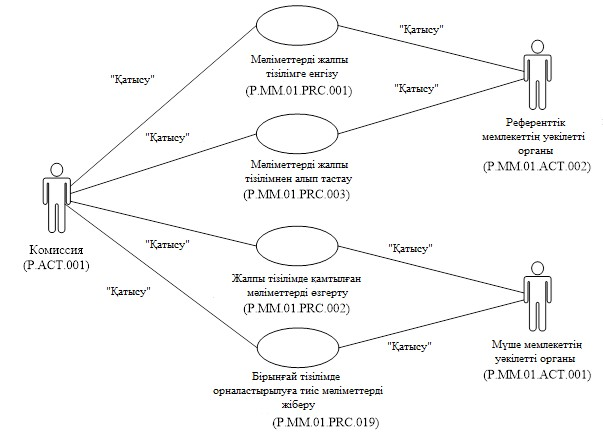 "Қатысу"
"Қатысу"
Мәліметтерді жалпы
тізілімге енгізу
(P.MM.01.PRC.001)
"Қатысу"
"Қатысу"
Референттік
мемлекеттің уәкілетті
органы
(P.MM.01.ACT.002)
"Қатысу"
Мәліметтерді жалпы
тізілімнен алып тастау
(P.MM.01.PRC.003)
Комиссия
(P.ACT.001)
"Қатысу"
"Қатысу"
Жалпы тізілімде қамтылған
мәліметтерді өзгерту
(P.MM.01.PRC.002)
"Қатысу"
"Қатысу"
Мүше мемлекеттің
уәкілетті органы
(P.MM.01.ACT.001)
Бірыңғай тізілімде
орналастырылуға тиіс мәліметтерді
жіберу
(P.MM.01.PRC.019)